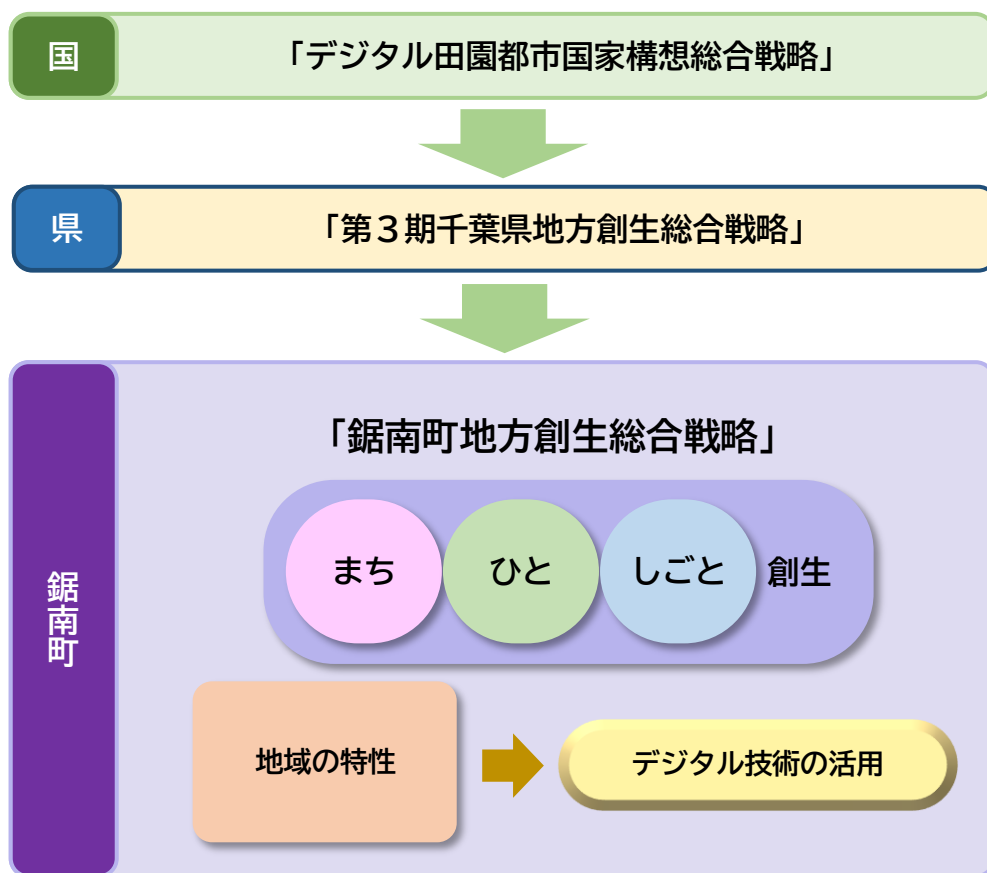 国
「デジタル田園都市国家構想総合戦略」
県
「第３期千葉県地方創生総合戦略」
鋸南町
「鋸南町地方創生総合戦略」
まち
ひと
しごと
創生
地域の特性
デジタル技術の活用